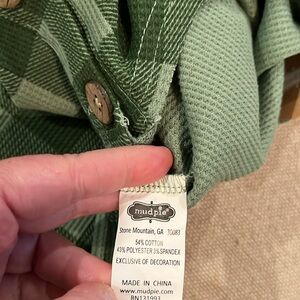 mudpie
Stone Mountain, GA 30083
54% COTTON
43% POLYESTER 3% SPANDEX
EXCLUSIVE OF DECORATION
MADE IN CHINA
www.mudpie.com
RN131993